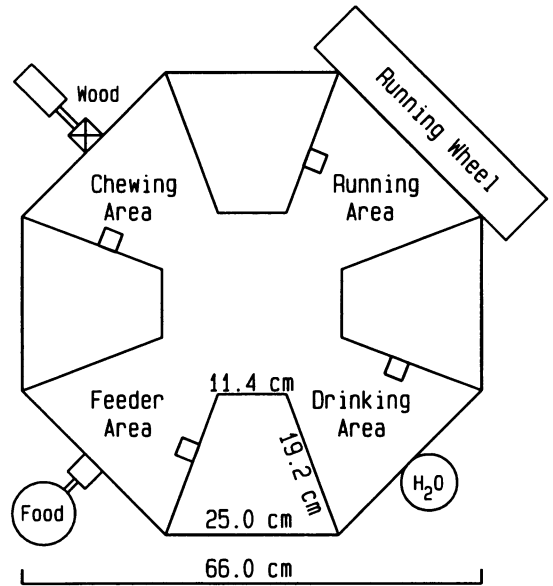 Wood
Running Wheel
Chewing
Area
Running
Area
11.4 cm
Feeder
Area
Drinking
Area
19.2 cm
H₂O
Food
25.0 cm
66.0 cm